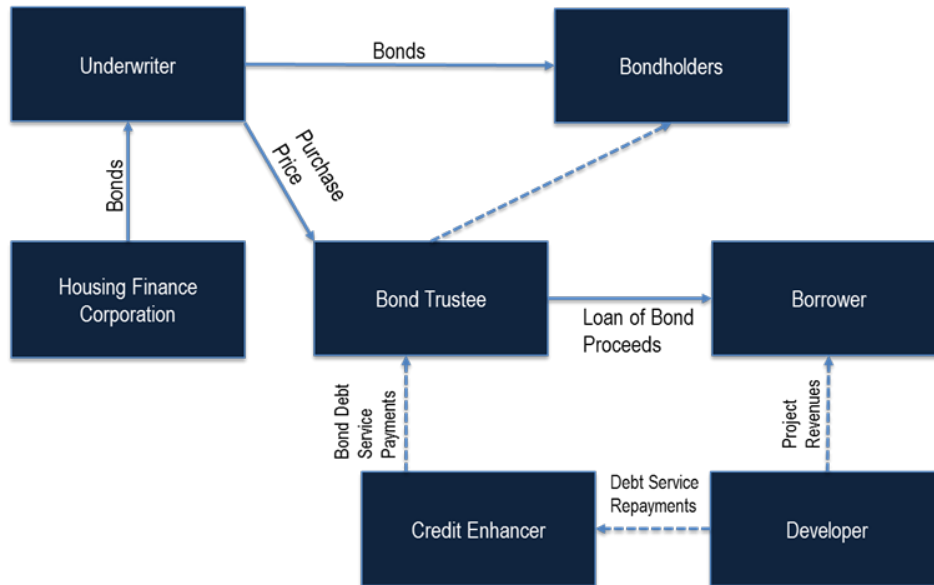 Underwriter
Bonds
Bondholders
Purchase
Price
Bonds
Housing Finance
Corporation
Bond Trustee
Loan of Bond
Proceeds
Borrower
Bond Debt
Service
Payments
Project
Revenues
Credit Enhancer
Debt Service
Repayments
Developer